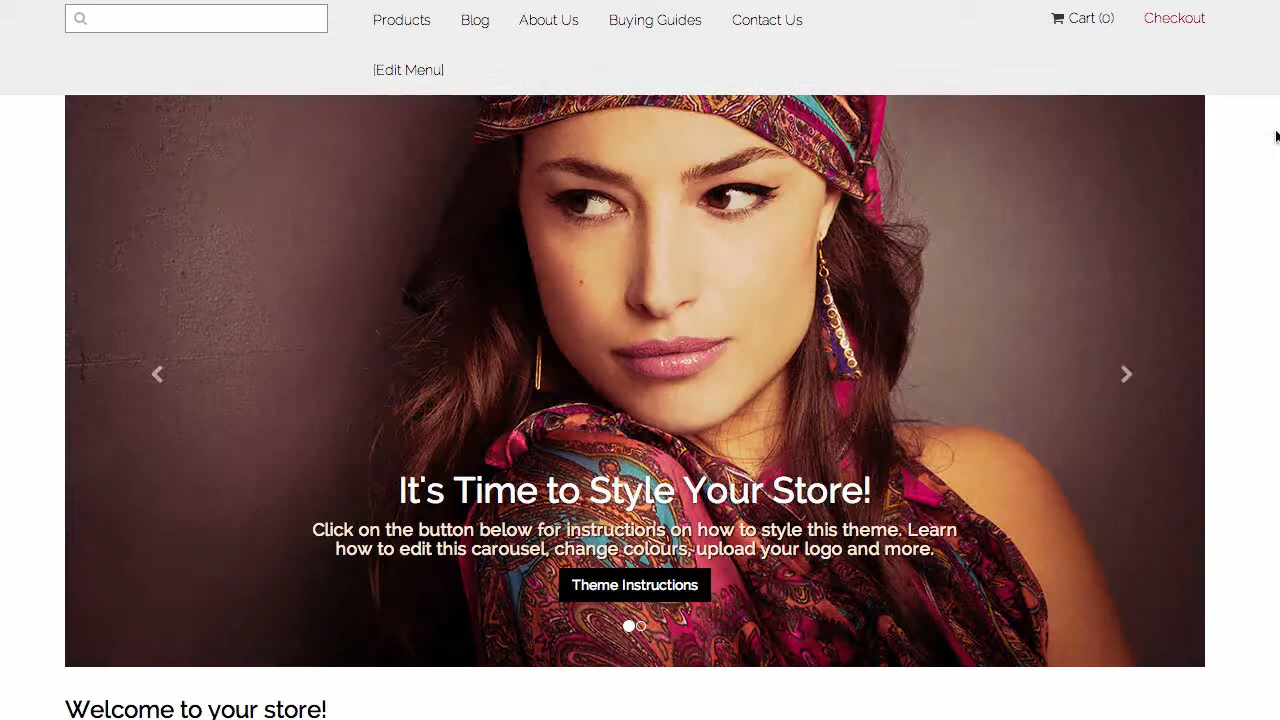 Products Blog About Us Buying Guides Contact Us Cart (0) Checkout
[Edit Menu]
It's Time to Style Your Store!
Click on the button below for instructions on how to style this theme. Learn
how to edit this carousel, change colours, upload your logo and more.
Theme Instructions
Welcome to your store!